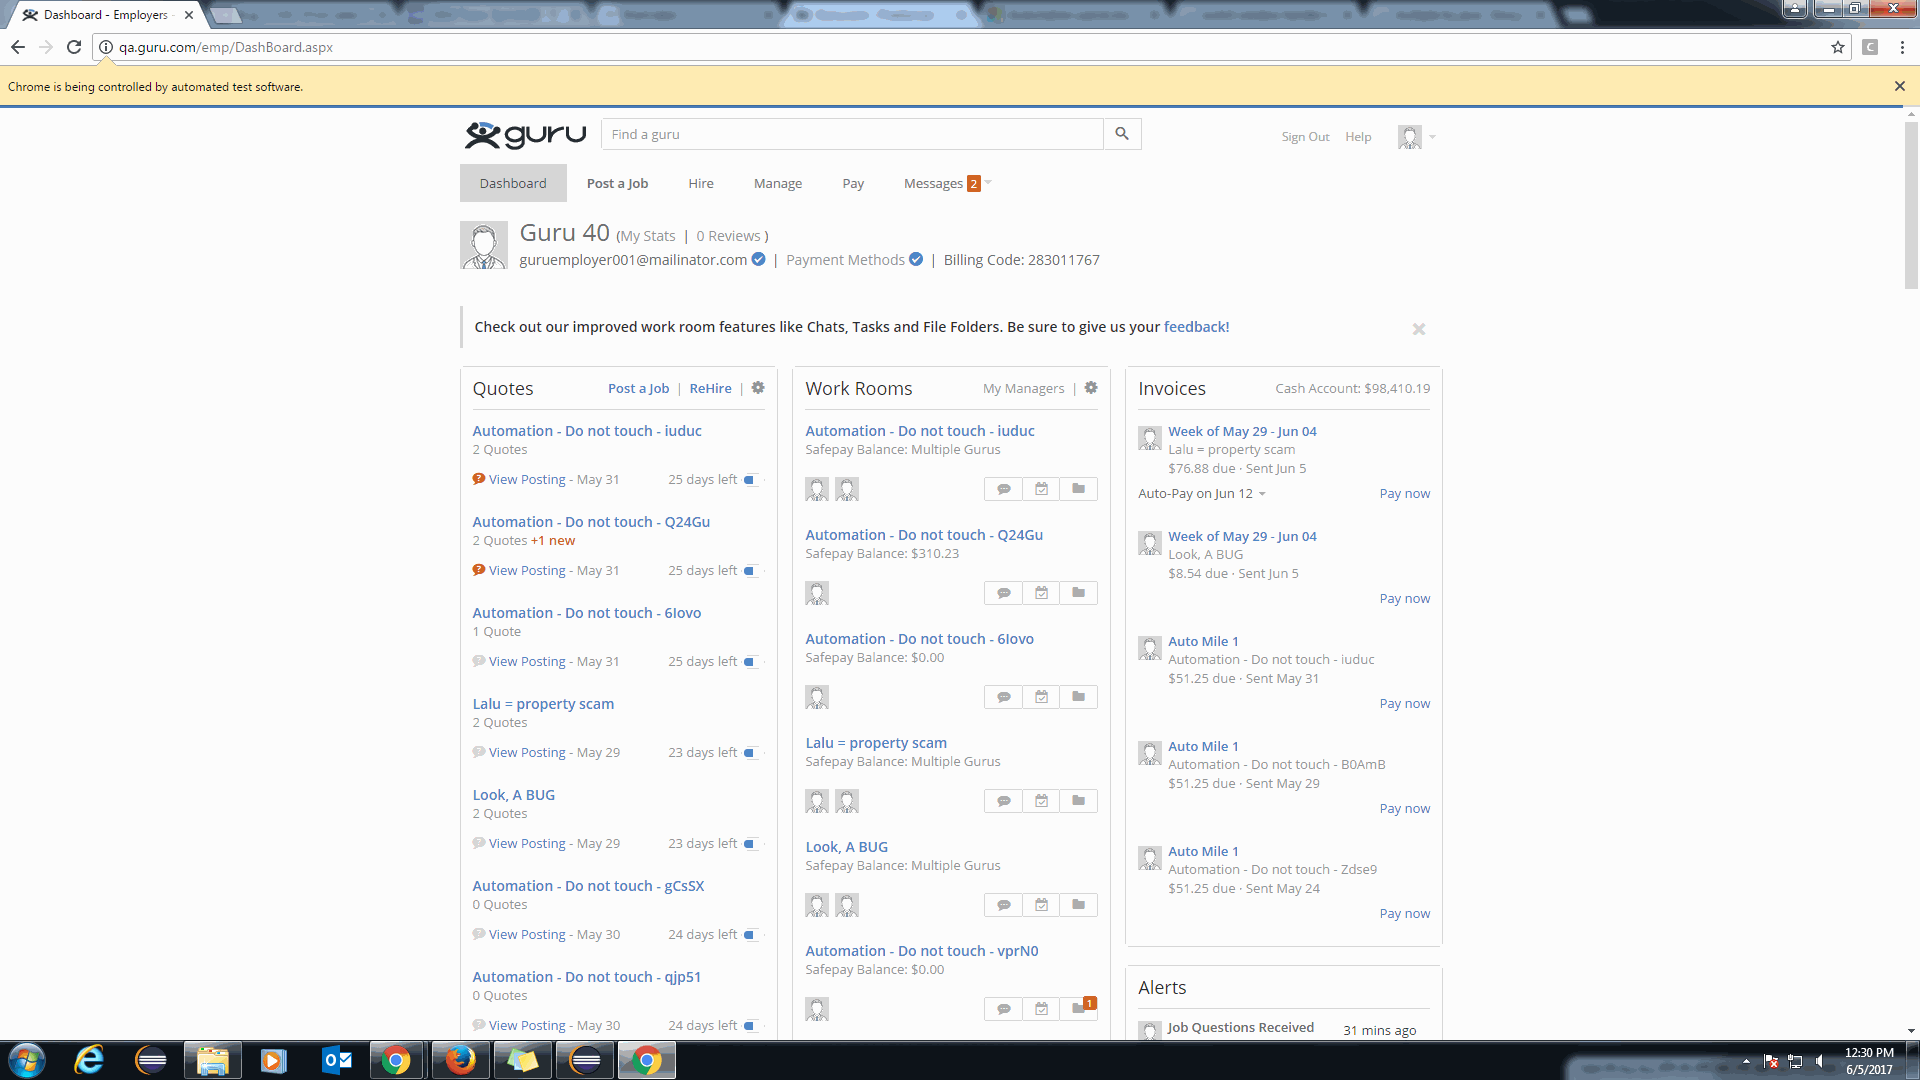 Dashboard - Employers -
qa.guru.com/emp/DashBoard.aspx
C
Chrome is being controlled by automated test software.
guru
Find a guru
Sign Out
Help
Dashboard
Post a Job
Hire
Manage
Pay
Messages 2
Guru 40 (My Stats | 0 Reviews )
guruemployer001@mailinator.com | Payment Methods | Billing Code: 283011767
Check out our improved work room features like Chats, Tasks and File Folders. Be sure to give us your feedback!
Quotes
Post a Job | ReHire |
Automation - Do not touch - iuduc
2 Quotes
View Posting - May 31
25 days left
Automation - Do not touch - Q24Gu
2 Quotes +1 new
View Posting - May 31
25 days left
Automation - Do not touch - 6Iovo
1 Quote
View Posting - May 31
25 days left
Lalu = property scam
2 Quotes
View Posting - May 29
23 days left
Look, A BUG
2 Quotes
View Posting - May 29
23 days left
Automation - Do not touch - gCsSX
0 Quotes
View Posting - May 30
24 days left
Automation - Do not touch - qjp51
0 Quotes
View Posting - May 30
24 days left
Work Rooms
My Managers |
Automation - Do not touch - iuduc
Safepay Balance: Multiple Gurus
Automation - Do not touch - Q24Gu
Safepay Balance: $310.23
Automation - Do not touch - 6Iovo
Safepay Balance: $0.00
Lalu = property scam
Safepay Balance: Multiple Gurus
Look, A BUG
Safepay Balance: Multiple Gurus
Automation - Do not touch - vprN0
Safepay Balance: $0.00
1
Invoices
Cash Account: $98,410.19
Week of May 29 - Jun 04
Lalu = property scam
$76.88 due · Sent Jun 5
Auto-Pay on Jun 12
Pay now
Week of May 29 - Jun 04
Look, A BUG
$8.54 due · Sent Jun 5
Pay now
Auto Mile 1
Automation - Do not touch - iuduc
$51.25 due · Sent May 31
Pay now
Auto Mile 1
Automation - Do not touch - B0AmB
$51.25 due · Sent May 29
Pay now
Auto Mile 1
Automation - Do not touch - Zdse9
$51.25 due · Sent May 24
Pay now
Alerts
Job Questions Received
31 mins ago
12:30 PM
6/5/2017